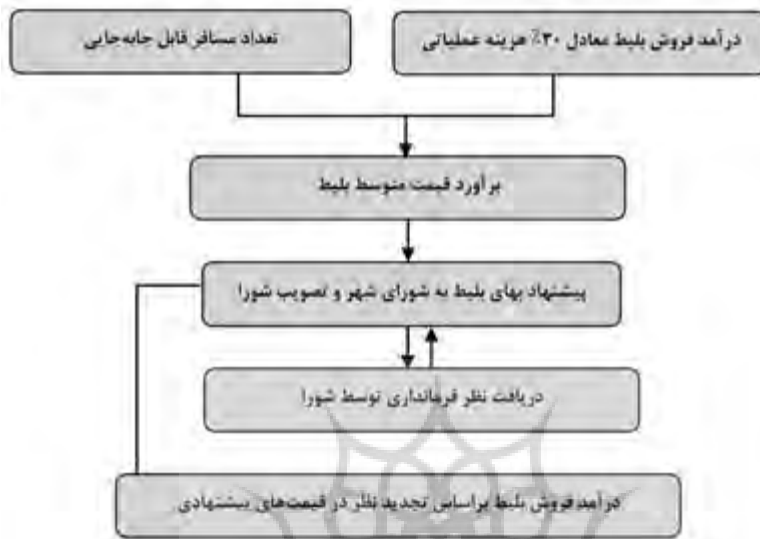 درآمد فروش بلیط معادل ۳۰٪ هزینه عملیاتی
تعداد مسافر قابل جابه‌جایی
برآورد قیمت متوسط بلیط
پیشنهاد بهای بلیط به شورای شهر و تصویب شورا
دریافت نظر فرمانداری توسط شورا
درآمد فروش بلیط براساس تجدید نظر در قیمت‌های پیشنهادی